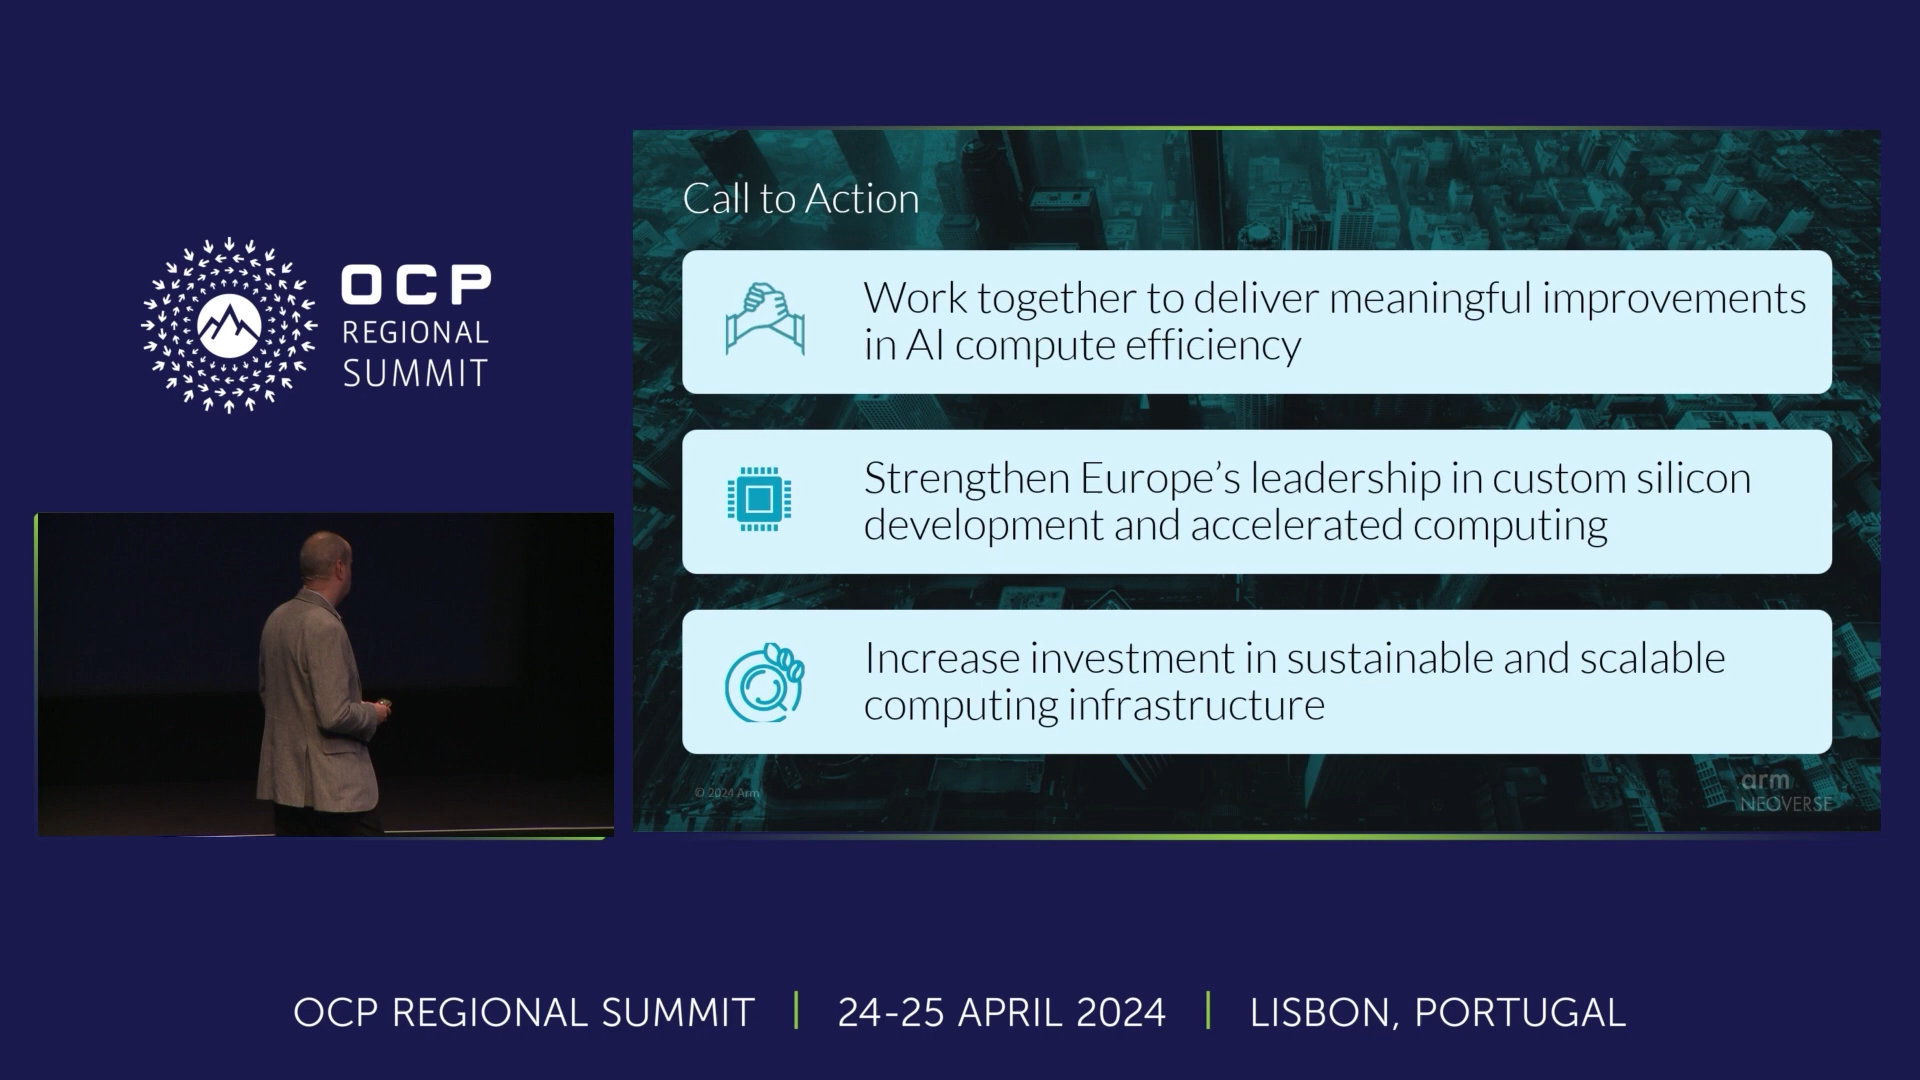 OCP
REGIONAL
SUMMIT
Call to Action
Work together to deliver meaningful improvements
in AI compute efficiency
Strengthen Europe’s leadership in custom silicon
development and accelerated computing
Increase investment in sustainable and scalable
computing infrastructure
© 2024 Arm
arm
NEOVERSE
OCP REGIONAL SUMMIT | 24-25 APRIL 2024 | LISBON, PORTUGAL